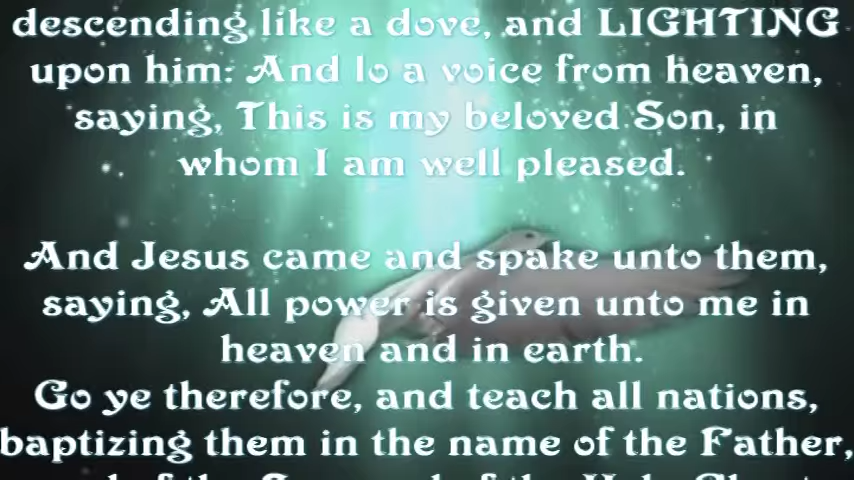 descending like a dove, and LIGHTING
upon him: And lo a voice from heaven,
saying, This is my beloved Son, in
whom I am well pleased.
And Jesus came and spake unto them,
saying, All power is given unto me in
heaven and in earth.
Go ye therefore, and teach all nations,
baptizing them in the name of the Father,